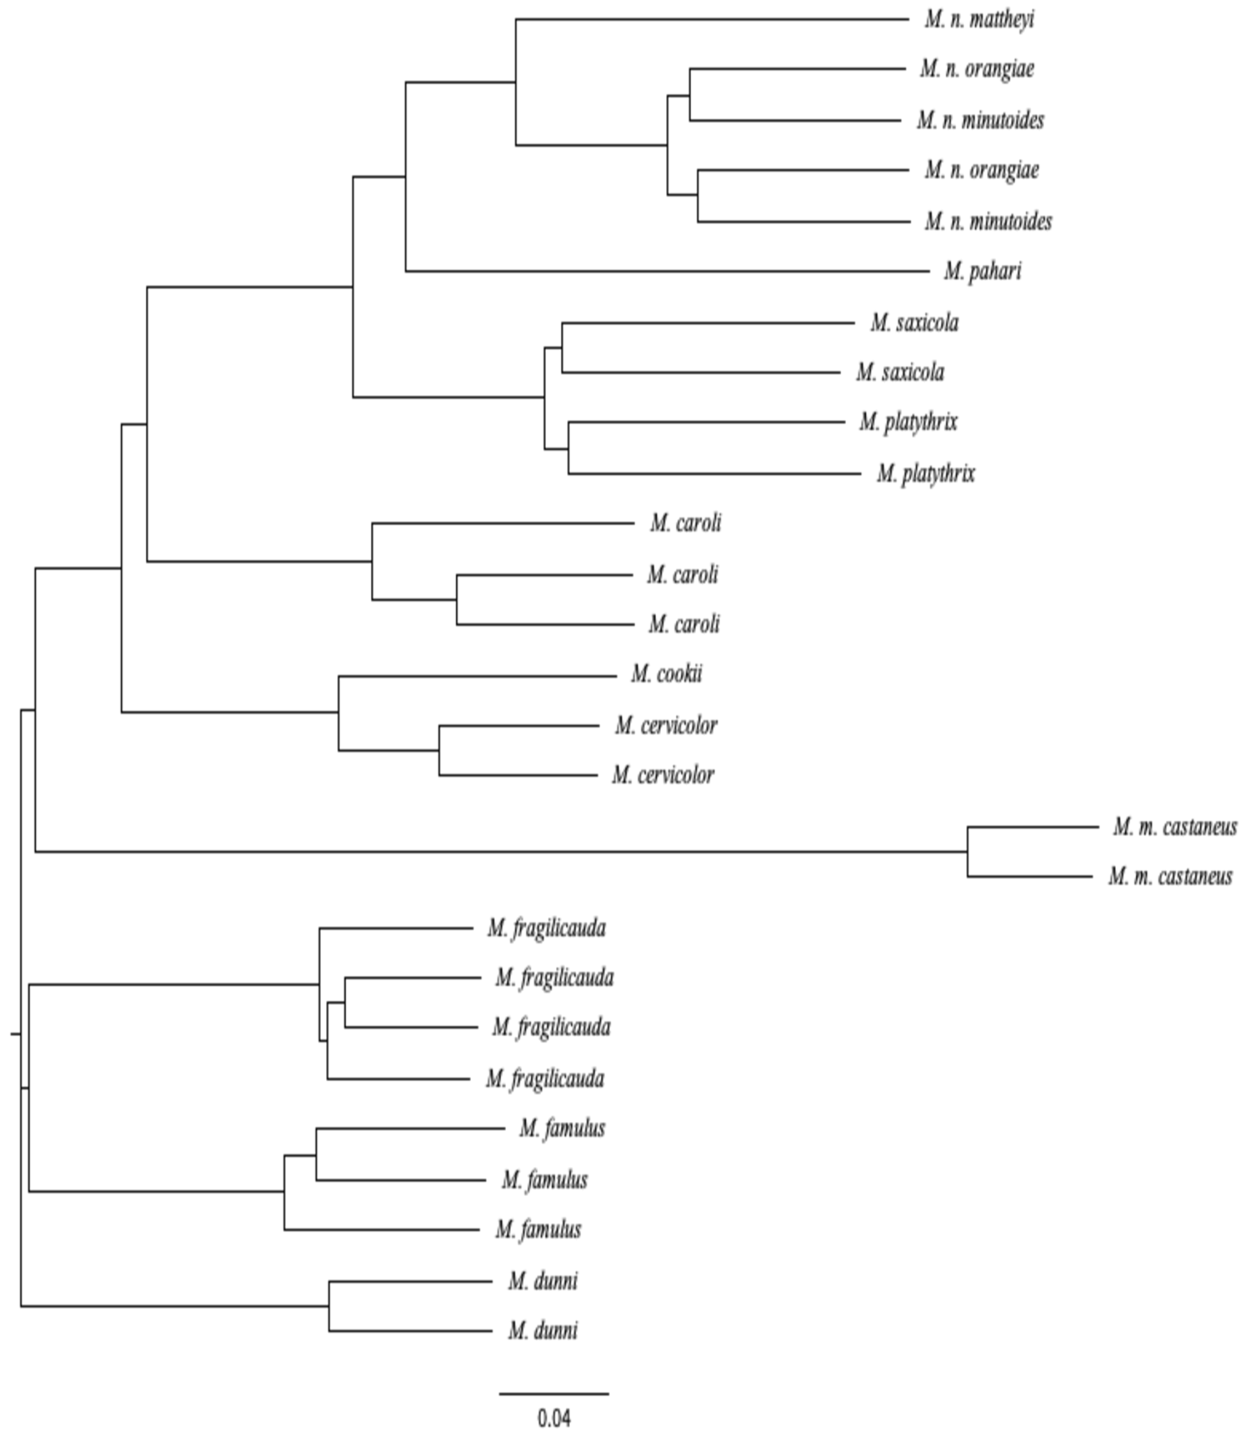 M. n. mattheyi
M. n. orangiae
M. n. minutoides
M. n. orangiae
M. n. minutoides
M. pahari
M. saxicola
M. saxicola
M. platythrix
M. platythrix
M. caroli
M. caroli
M. caroli
M. cookii
M. cervicolor
M. cervicolor
M. m. castaneus
M. m. castaneus
M. fragilicauda
M. fragilicauda
M. fragilicauda
M. fragilicauda
M. famulus
M. famulus
M. famulus
M. dunni
M. dunni
0.04